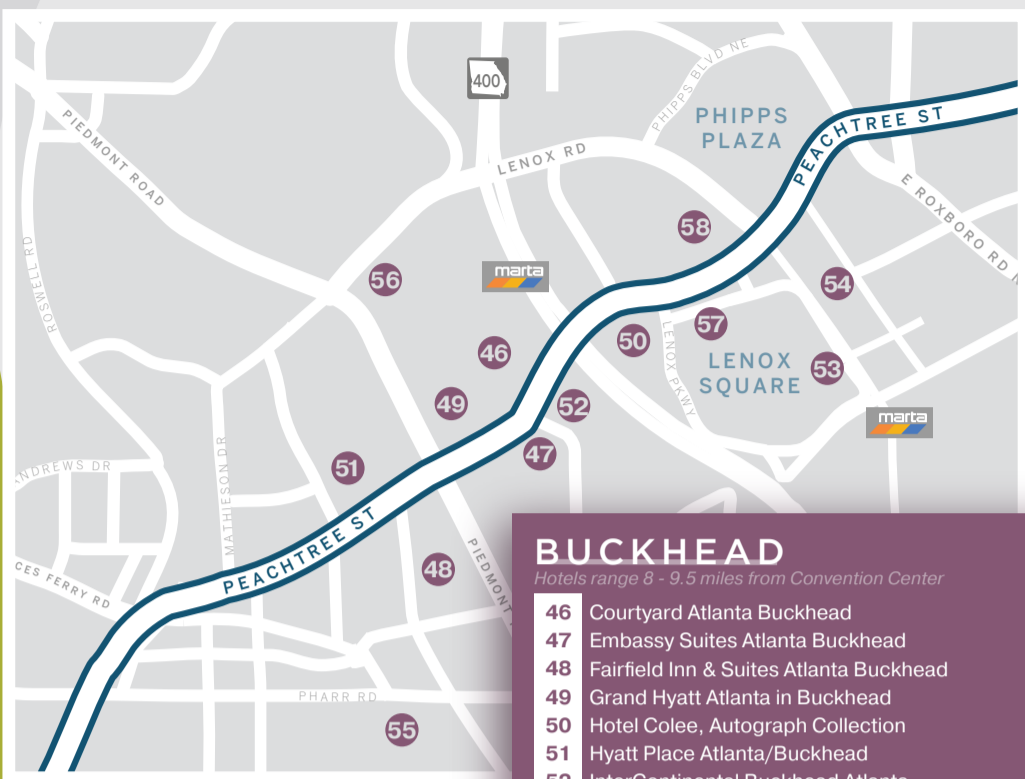 400
PHIPPS BLVD NE
PHIPPS
PLAZA
PEACHTREE ST
PIEDMONT ROAD
LENOX RD
E ROXBORO RD N
58
ROSWELL RD
56
marta
54
50
57
LENOX PKWY
46
LENOX
SQUARE
53
49
52
marta
47
51
MATHIESON DR
PEACHTREE ST
48
PIEDMONT
FERRY RD
PHARR RD
55
BUCKHEAD
Hotels range 8 - 9.5 miles from Convention Center
46 Courtyard Atlanta Buckhead
47 Embassy Suites Atlanta Buckhead
48 Fairfield Inn & Suites Atlanta Buckhead
49 Grand Hyatt Atlanta in Buckhead
50 Hotel Colee, Autograph Collection
51 Hyatt Place Atlanta/Buckhead
52 InterContinental Buckhead Atlanta